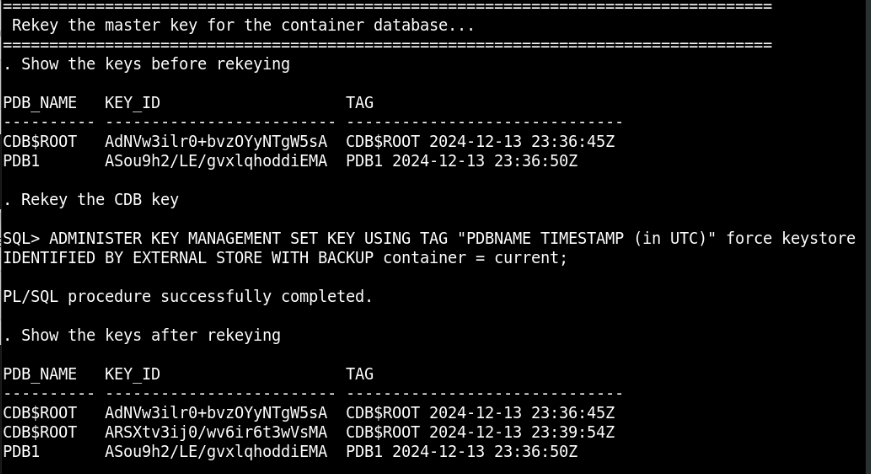 ================================================================================
Rekey the master key for the container database...
================================================================================
. Show the keys before rekeying
PDB_NAME KEY_ID TAG
---------- ------------------------- ------------------------------
CDB$ROOT AdNVw3ilr0+bvzOYyNTgW5sA CDB$ROOT 2024-12-13 23:36:45Z
PDB1 ASou9h2/LE/gvxlqhoddiEMA PDB1 2024-12-13 23:36:50Z
. Rekey the CDB key
SQL> ADMINISTER KEY MANAGEMENT SET KEY USING TAG "PDBNAME TIMESTAMP (in UTC)" force keystore
IDENTIFIED BY EXTERNAL STORE WITH BACKUP container = current;
PL/SQL procedure successfully completed.
. Show the keys after rekeying
PDB_NAME KEY_ID TAG
---------- ------------------------- ------------------------------
CDB$ROOT AdNVw3ilr0+bvzOYyNTgW5sA CDB$ROOT 2024-12-13 23:36:45Z
CDB$ROOT ARSXtv3ij0/wv6ir6t3wVsMA CDB$ROOT 2024-12-13 23:39:54Z
PDB1 ASou9h2/LE/gvxlqhoddiEMA PDB1 2024-12-13 23:36:50Z